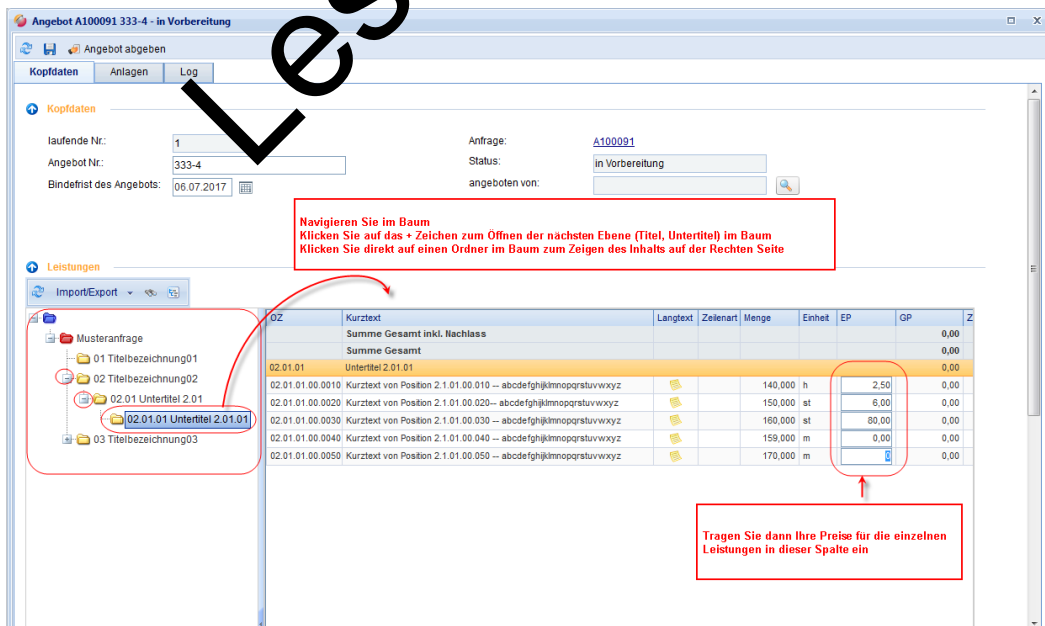 Angebot A100091 333-4 - in Vorbereitung
Angebot abgeben
Kopfdaten Anlagen Log
Kopfdaten
laufende Nr.: 1 Anfrage: A100091
Angebot Nr.: 333-4 Status: in Vorbereitung
Bindefrist des Angebots: 06.07.2017 angeboten von:
Navigieren Sie im Baum
Klicken Sie auf das + Zeichen zum Öffnen der nächsten Ebene (Titel, Untertitel) im Baum
Klicken Sie direkt auf einen Ordner im Baum zum Zeigen des Inhalts auf der Rechten Seite
Leistungen
Import/Export
Musteranfrage
01 Titelbezeichnung01
02 Titelbezeichnung02
02.01 Untertitel 2.01
02.01.01 Untertitel 2.01.01
03 Titelbezeichnung03
OZ Kurztext Langtext Zeilenart Menge Einheit EP GP Z
Summe Gesamt inkl. Nachlass 0,00
Summe Gesamt 0,00
02.01.01 Untertitel 2.01.01 0,00
02.01.01.00.0010 Kurztext von Position 2.1.01.00.010 -- abcdefghijklmnopqrstuvwxyz 140,000 h 2,50 0,00
02.01.01.00.0020 Kurztext von Position 2.1.01.00.020-- abcdefghijklmnopqrstuvwxyz 150,000 st 6,00 0,00
02.01.01.00.0030 Kurztext von Position 2.1.01.00.030 -- abcdefghijklmnopqrstuvwxyz 160,000 st 80,00 0,00
02.01.01.00.0040 Kurztext von Position 2.1.01.00.040 -- abcdefghijklmnopqrstuvwxyz 159,000 m 0,00 0,00
02.01.01.00.0050 Kurztext von Position 2.1.01.00.050 -- abcdefghijklmnopqrstuvwxyz 170,000 m 0 0,00
Tragen Sie dann Ihre Preise für die einzelnen
Leistungen in dieser Spalte ein
Les